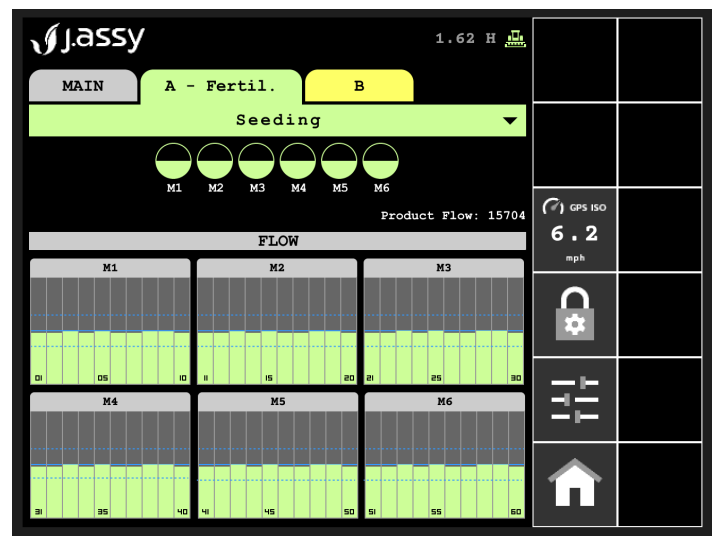 J.assy
1.62 H
MAIN
A - Fertil.
B
Seeding
M1 M2 M3 M4 M5 M6
Product Flow: 15704
FLOW
M1 M2 M3
01 05 10 11 15 20 21 25 30
M4 M5 M6
31 35 40 41 45 50 51 55 60
GPS ISO
6.2
mph